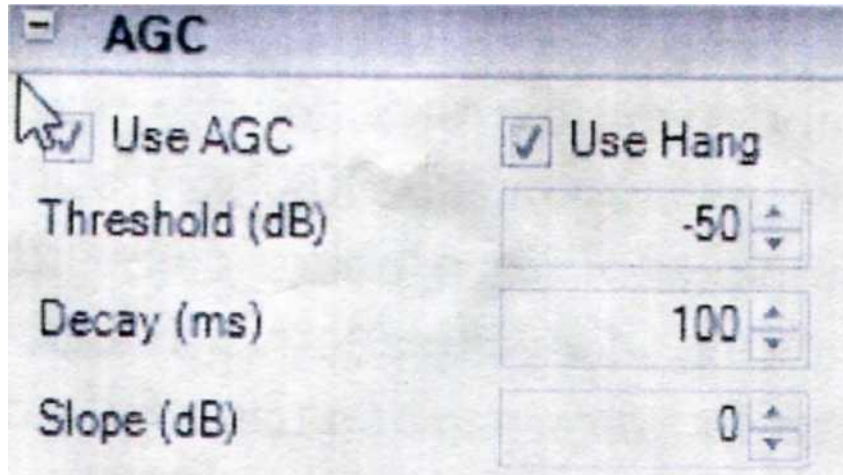 AGC
Use AGC Use Hang
Threshold (dB) -50
Decay (ms) 100
Slope (dB) 0